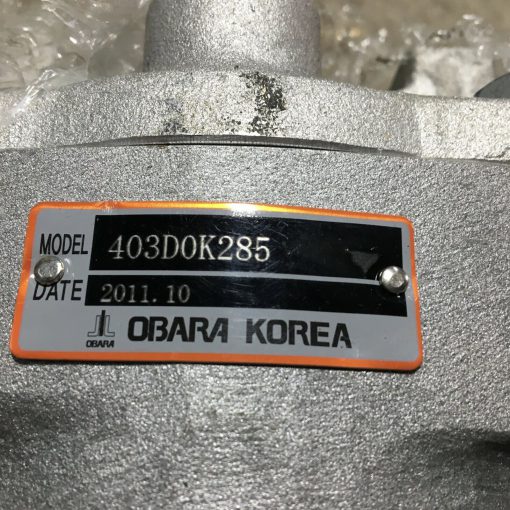 MODEL 403D0K285
DATE 2011.10
OBARA OBARA KOREA